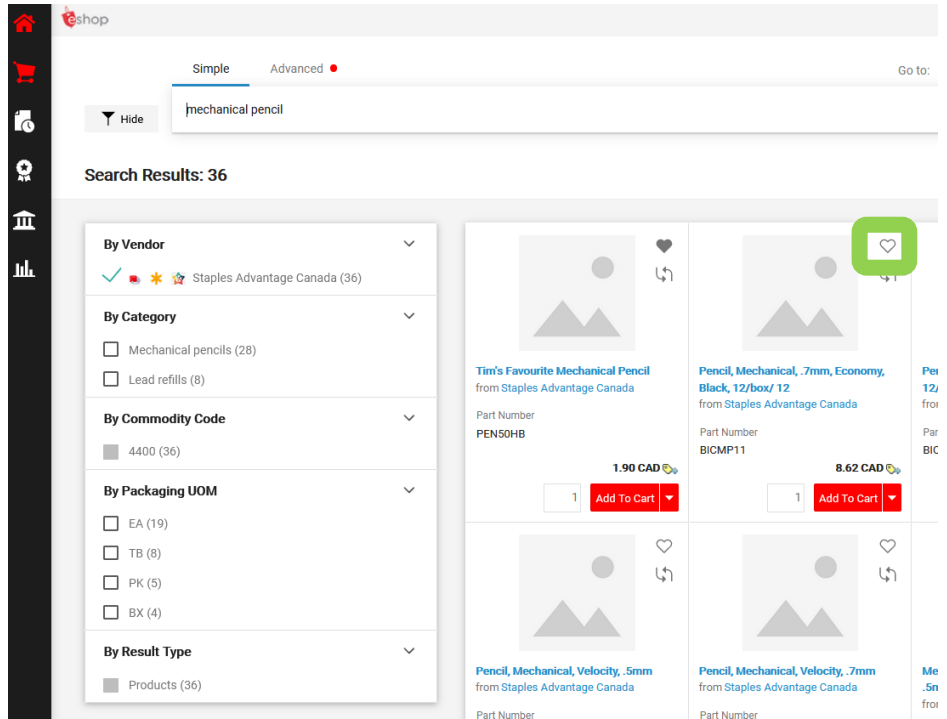 eshop
Simple
Advanced
Go to:
Hide
mechanical pencil
Search Results: 36
By Vendor
Staples Advantage Canada (36)
By Category
Mechanical pencils (28)
Lead refills (8)
By Commodity Code
4400 (36)
By Packaging UOM
EA (19)
TB (8)
PK (5)
BX (4)
By Result Type
Products (36)
Tim's Favourite Mechanical Pencil
from Staples Advantage Canada
Part Number
PEN50HB
1.90 CAD
1 Add To Cart
Pencil, Mechanical, .7mm, Economy,
Black, 12/box/ 12
from Staples Advantage Canada
Part Number
BICMP11
8.62 CAD
1 Add To Cart
12/
Pencil, Mechanical, Velocity, .5mm
from Staples Advantage Canada
Part Number
Pencil, Mechanical, Velocity, .7mm
from Staples Advantage Canada
Part Number